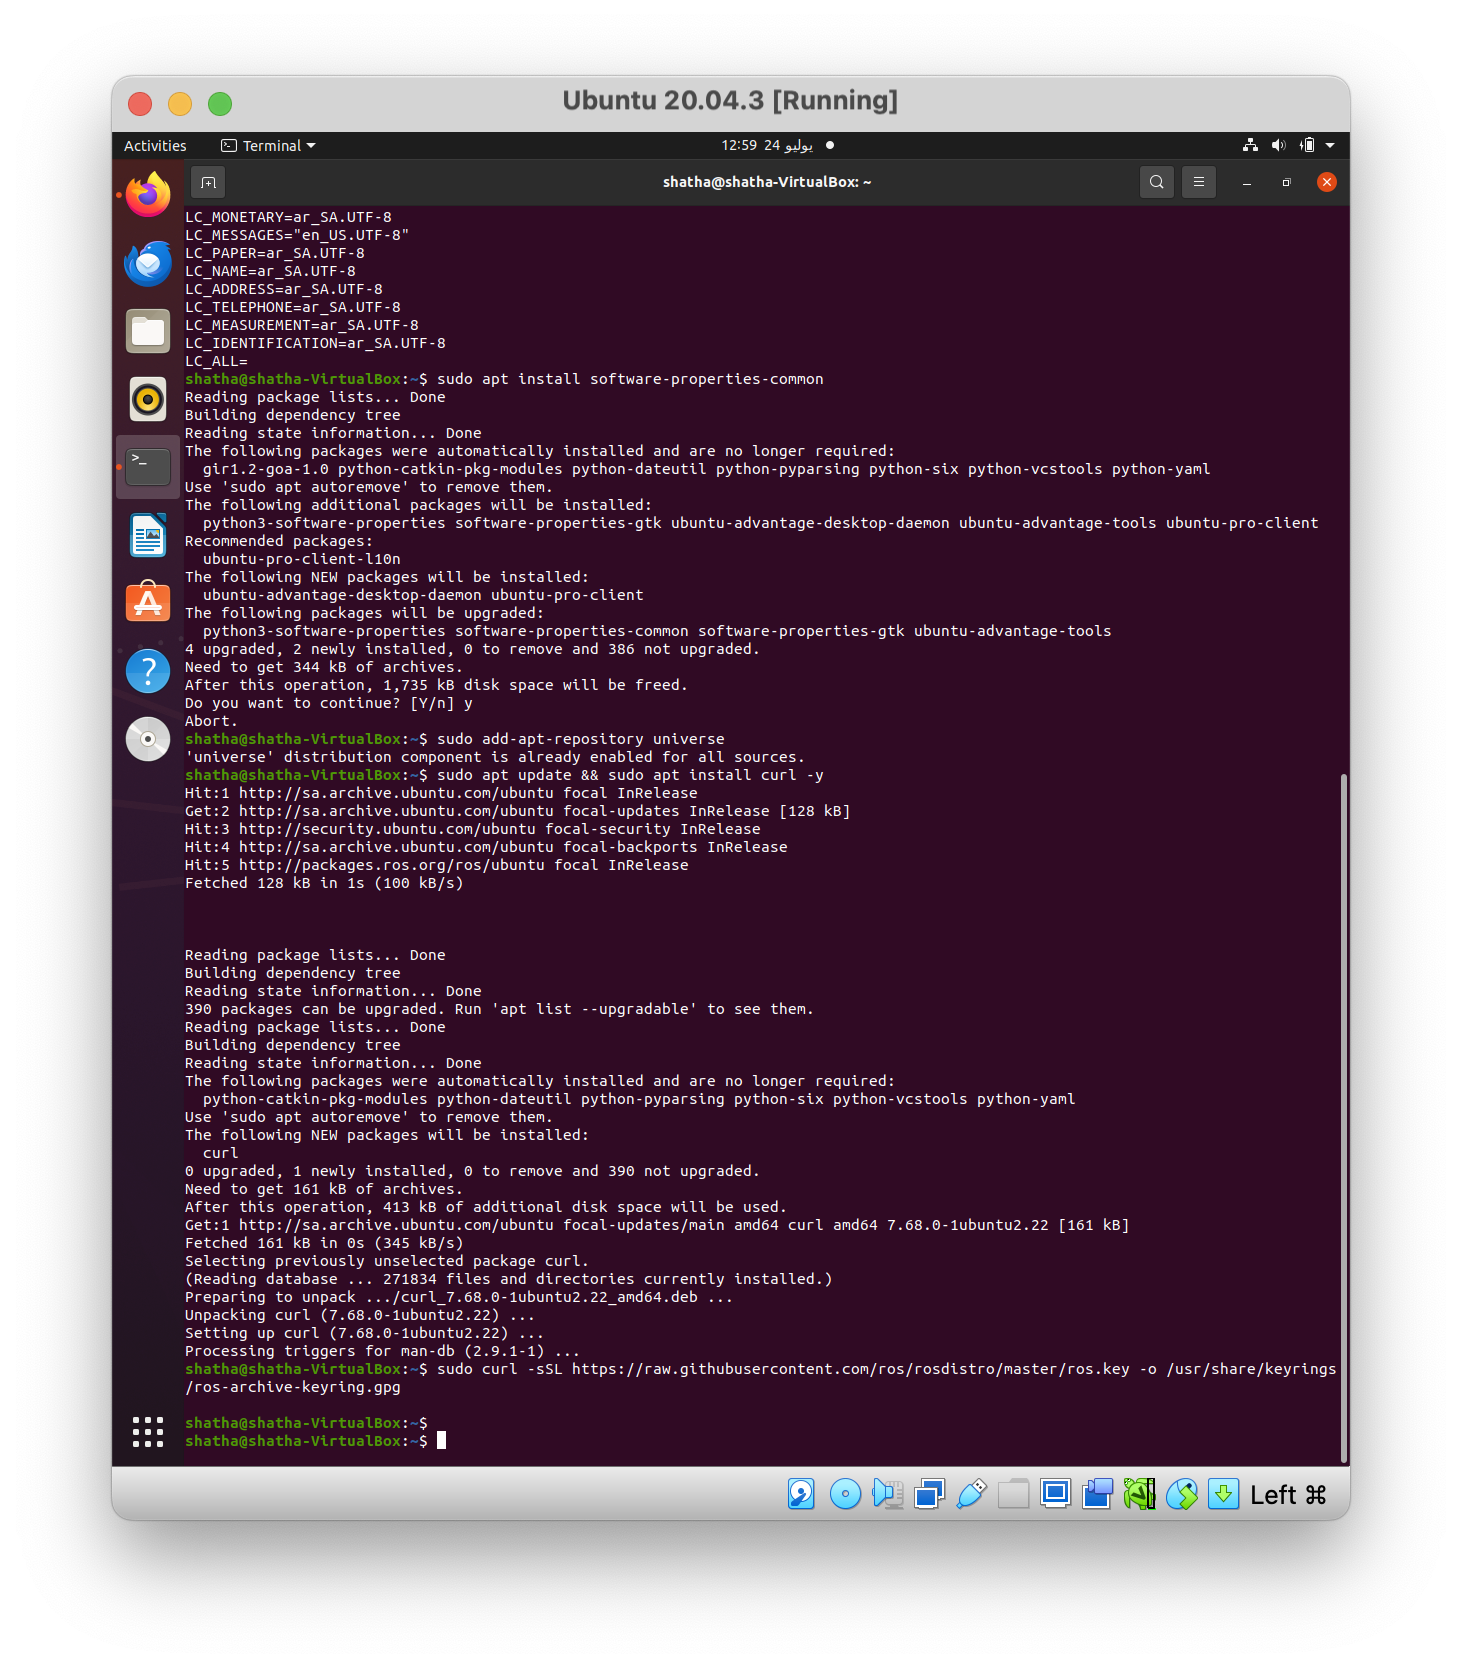 Ubuntu 20.04.3 [Running]
Activities
Terminal
12:59 24 يوليو
shatha@shatha-VirtualBox: ~
LC_MONETARY=ar_SA.UTF-8
LC_MESSAGES="en_US.UTF-8"
LC_PAPER=ar_SA.UTF-8
LC_NAME=ar_SA.UTF-8
LC_ADDRESS=ar_SA.UTF-8
LC_TELEPHONE=ar_SA.UTF-8
LC_MEASUREMENT=ar_SA.UTF-8
LC_IDENTIFICATION=ar_SA.UTF-8
LC_ALL=
shatha@shatha-VirtualBox:~$ sudo apt install software-properties-common
Reading package lists... Done
Building dependency tree
Reading state information... Done
The following packages were automatically installed and are no longer required:
  gir1.2-goa-1.0 python-catkin-pkg-modules python-dateutil python-pyparsing python-six python-vcstools python-yaml
Use 'sudo apt autoremove' to remove them.
The following additional packages will be installed:
  python3-software-properties software-properties-gtk ubuntu-advantage-desktop-daemon ubuntu-advantage-tools ubuntu-pro-client
Recommended packages:
  ubuntu-pro-client-l10n
The following NEW packages will be installed:
  ubuntu-advantage-desktop-daemon ubuntu-pro-client
The following packages will be upgraded:
  python3-software-properties software-properties-common software-properties-gtk ubuntu-advantage-tools
4 upgraded, 2 newly installed, 0 to remove and 386 not upgraded.
Need to get 344 kB of archives.
After this operation, 1,735 kB disk space will be freed.
Do you want to continue? [Y/n] y
Abort.
shatha@shatha-VirtualBox:~$ sudo add-apt-repository universe
'universe' distribution component is already enabled for all sources.
shatha@shatha-VirtualBox:~$ sudo apt update && sudo apt install curl -y
Hit:1 http://sa.archive.ubuntu.com/ubuntu focal InRelease
Get:2 http://sa.archive.ubuntu.com/ubuntu focal-updates InRelease [128 kB]
Hit:3 http://security.ubuntu.com/ubuntu focal-security InRelease
Hit:4 http://sa.archive.ubuntu.com/ubuntu focal-backports InRelease
Hit:5 http://packages.ros.org/ros/ubuntu focal InRelease
Fetched 128 kB in 1s (100 kB/s)
Reading package lists... Done
Building dependency tree
Reading state information... Done
390 packages can be upgraded. Run 'apt list --upgradable' to see them.
Reading package lists... Done
Building dependency tree
Reading state information... Done
The following packages were automatically installed and are no longer required:
  python-catkin-pkg-modules python-dateutil python-pyparsing python-six python-vcstools python-yaml
Use 'sudo apt autoremove' to remove them.
The following NEW packages will be installed:
  curl
0 upgraded, 1 newly installed, 0 to remove and 390 not upgraded.
Need to get 161 kB of archives.
After this operation, 413 kB of additional disk space will be used.
Get:1 http://sa.archive.ubuntu.com/ubuntu focal-updates/main amd64 curl amd64 7.68.0-1ubuntu2.22 [161 kB]
Fetched 161 kB in 0s (345 kB/s)
Selecting previously unselected package curl.
(Reading database ... 271834 files and directories currently installed.)
Preparing to unpack .../curl_7.68.0-1ubuntu2.22_amd64.deb ...
Unpacking curl (7.68.0-1ubuntu2.22) ...
Setting up curl (7.68.0-1ubuntu2.22) ...
Processing triggers for man-db (2.9.1-1) ...
shatha@shatha-VirtualBox:~$ sudo curl -sSL https://raw.githubusercontent.com/ros/rosdistro/master/ros.key -o /usr/share/keyrings
/ros-archive-keyring.gpg
shatha@shatha-VirtualBox:~$
shatha@shatha-VirtualBox:~$
Left ⌘